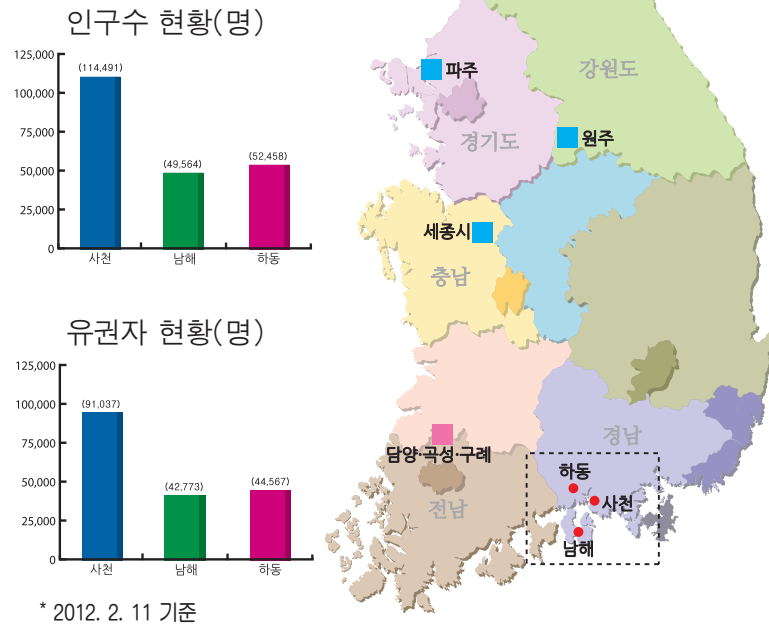 인구수 현황(명)
125,000
100,000
75,000
50,000
25,000
0
(114,491)
(49,564)
(52,458)
사천
남해
하동
유권자 현황(명)
125,000
100,000
75,000
50,000
25,000
0
(91,037)
(42,773)
(44,567)
사천
남해
하동
* 2012. 2. 11 기준
파주
강원도
경기도
원주
세종시
충남
담양·곡성·구례
경남
하동
사천
전남
남해